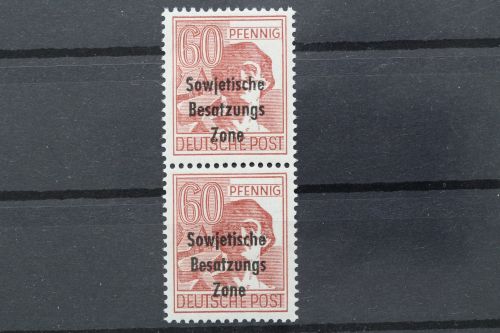 60 PFENNIG
Sowjetische
Besatzungs
Zone
DEUTSCHE POST
60 PFENNIG
Sowjetische
Besatzungs
Zone
DEUTSCHE POST